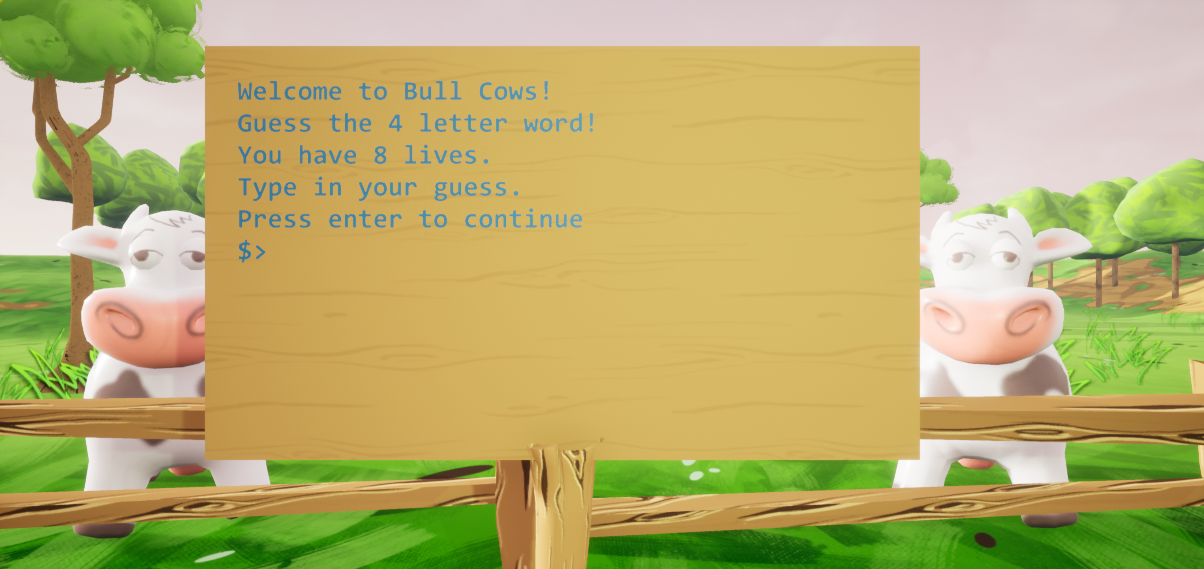 Welcome to Bull Cows!
Guess the 4 letter word!
You have 8 lives.
Type in your guess.
Press enter to continue
$>